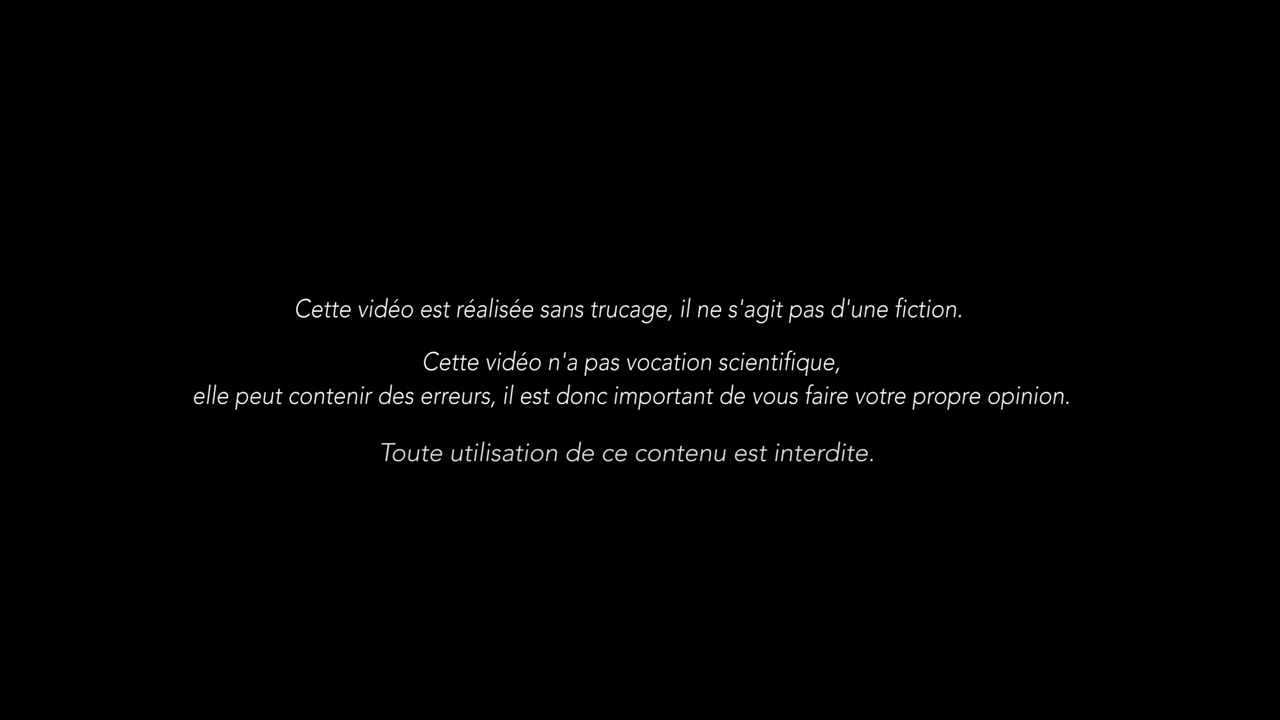 Cette vidéo est réalisée sans trucage, il ne s'agit pas d'une fiction.
Cette vidéo n'a pas vocation scientifique,
elle peut contenir des erreurs, il est donc important de vous faire votre propre opinion.
Toute utilisation de ce contenu est interdite.